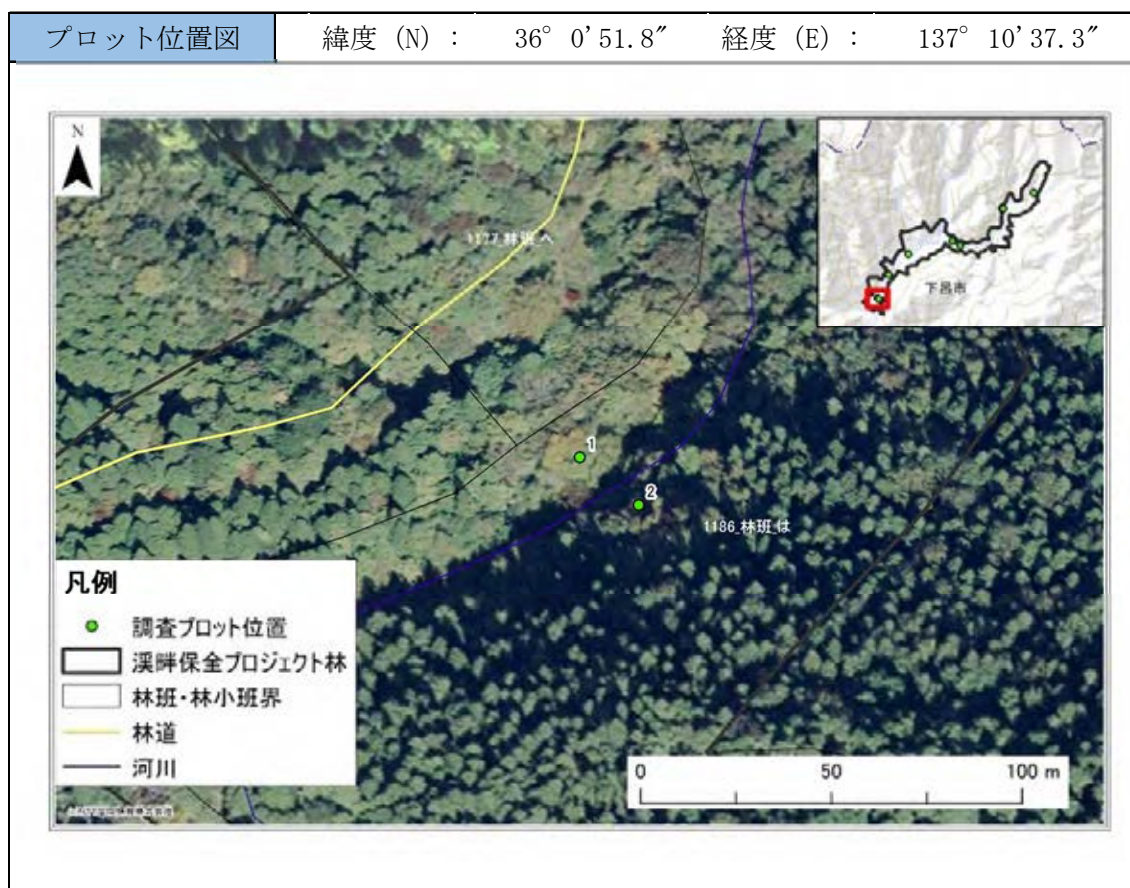 プロット位置図 緯度 (N) : 36° 0'51.8″ 経度 (E) : 137° 10'37.3″
N
1177_林班_へ
下呂市
1
2
1186_林班_は
凡例
調査プロット位置
渓畔保全プロジェクト林
林班・林小班界
林道
河川
0 50 100 m